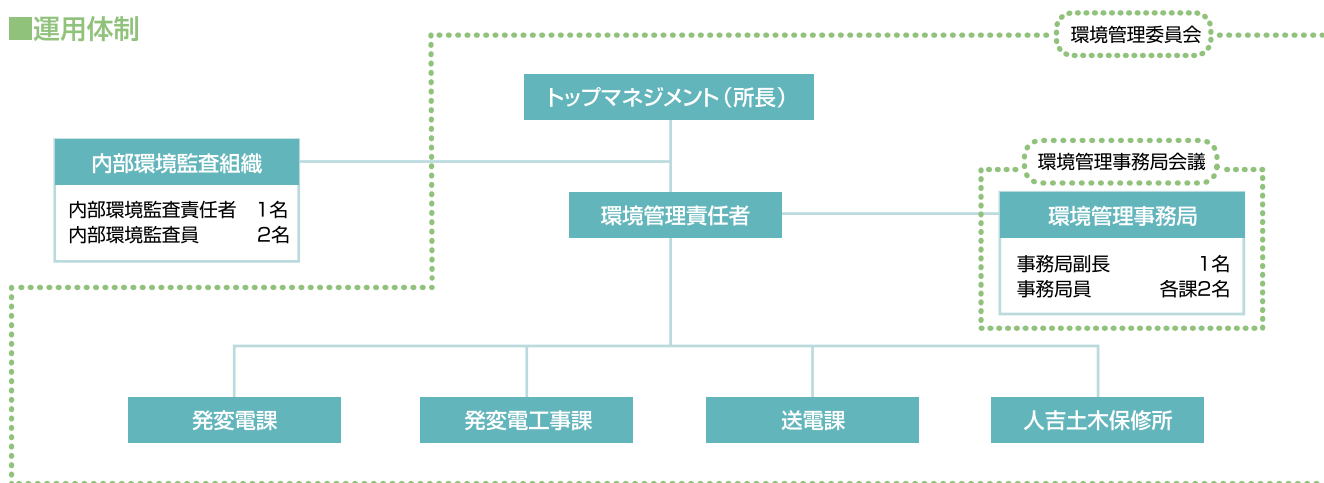 ■運用体制
環境管理委員会
トップマネジメント(所長)
内部環境監査組織
内部環境監査責任者 1名
内部環境監査員 2名
環境管理責任者
環境管理事務局会議
環境管理事務局
事務局副長 1名
事務局員 各課2名
発変電課
発変電工事課
送電課
人吉土木保修所